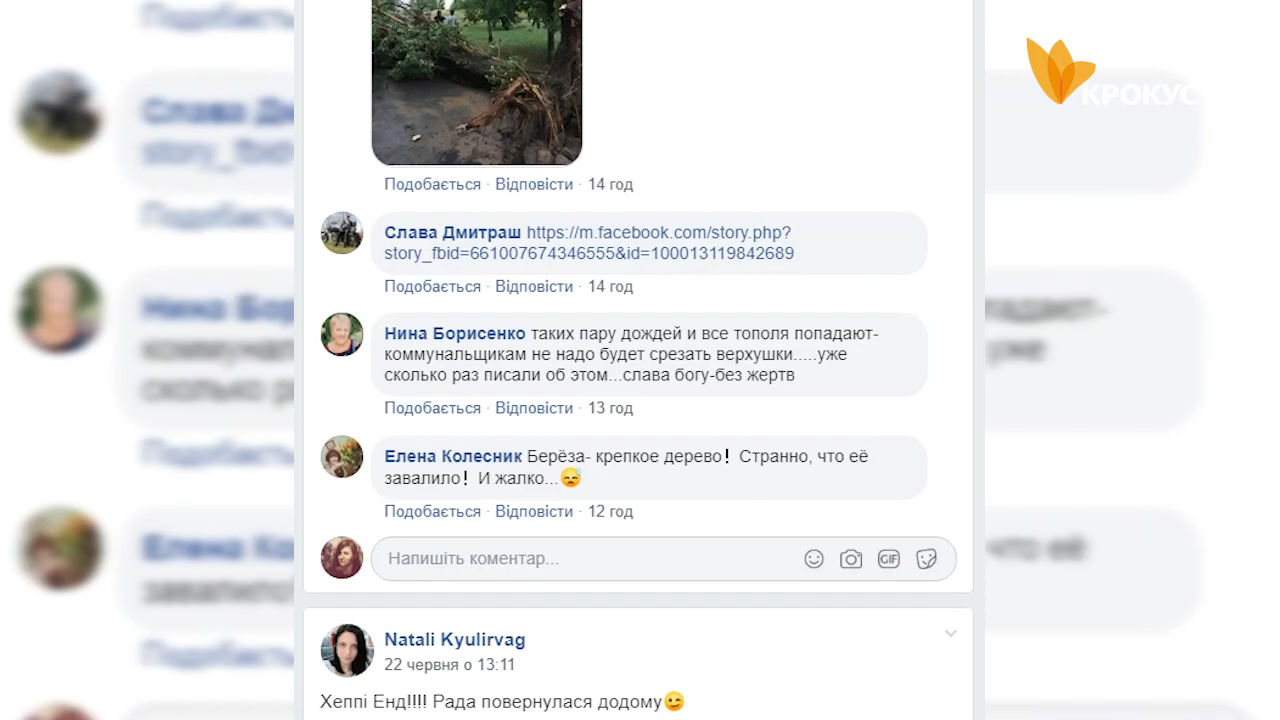 КРОКУС
Подобається · Відповісти · 14 год
Слава Дмитраш https://m.facebook.com/story.php?
story_fbid=661007674346555&id=100013119842689
Подобається · Відповісти · 14 год
Нина Борисенко таких пару дождей и все тополя попадают-
коммунальщикам не надо будет срезать верхушки.....уже
сколько раз писали об этом...слава богу-без жертв
Подобається · Відповісти · 13 год
Елена Колесник Берёза- крепкое дерево! Странно, что её
завалило! И жалко...😓
Подобається · Відповісти · 12 год
Напишіть коментар...
GIF
Natali Kyulirvag
22 червня о 13:11
Хеппі Енд!!!! Рада повернулася додому😉